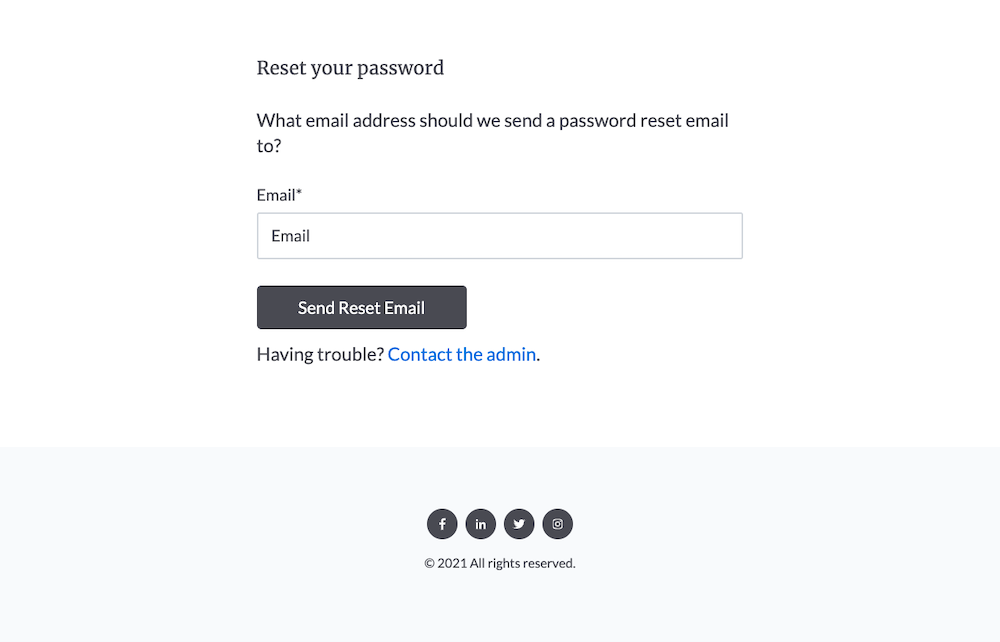 Reset your password
What email address should we send a password reset email
to?
Email*
Email
Send Reset Email
Having trouble? Contact the admin.
© 2021 All rights reserved.